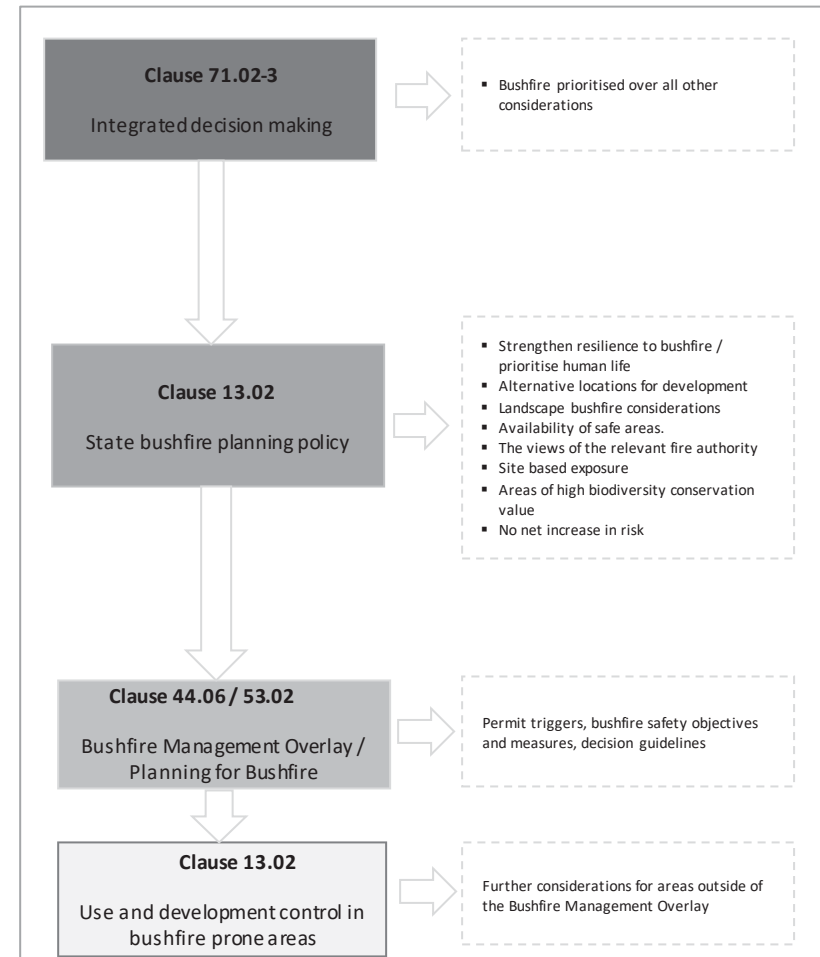 Clause 71.02-3
Integrated decision making
▪ Bushfire prioritised over all other
considerations
Clause 13.02
State bushfire planning policy
▪ Strengthen resilience to bushfire /
prioritise human life
▪ Alternative locations for development
▪ Landscape bushfire considerations
▪ Availability of safe areas.
▪ The views of the relevant fire authority
▪ Site based exposure
▪ Areas of high biodiversity conservation
value
▪ No net increase in risk
Clause 44.06 / 53.02
Bushfire Management Overlay /
Planning for Bushfire
Permit triggers, bushfire safety objectives
and measures, decision guidelines
Clause 13.02
Use and development control in
bushfire prone areas
Further considerations for areas outside of
the Bushfire Management Overlay